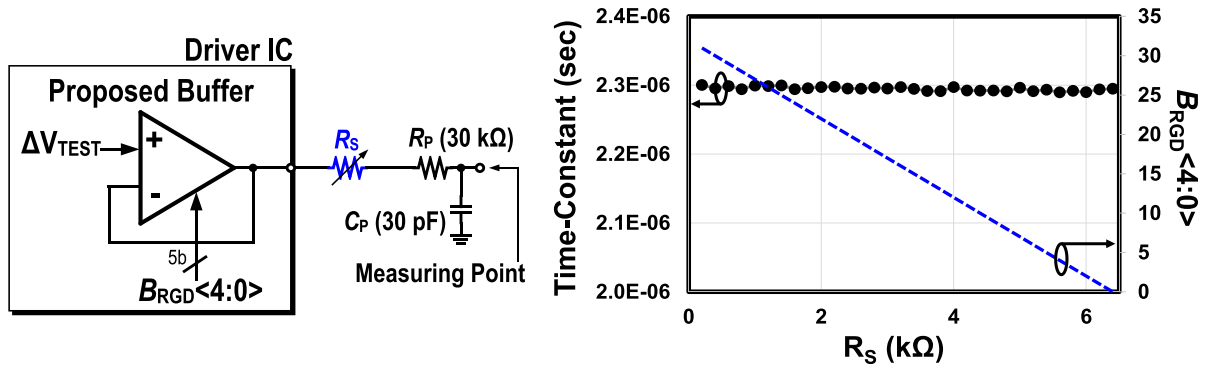 Driver IC
Proposed Buffer
ΔVTEST
+
-
5b
BRGD<4:0>
RS
RP (30 kΩ)
CP (30 pF)
Measuring Point
Time-Constant (sec)
2.4E-06
2.3E-06
2.2E-06
2.1E-06
2.0E-06
0
2
4
6
RS (kΩ)
35
30
25
20
15
10
5
0
BRGD<4:0>